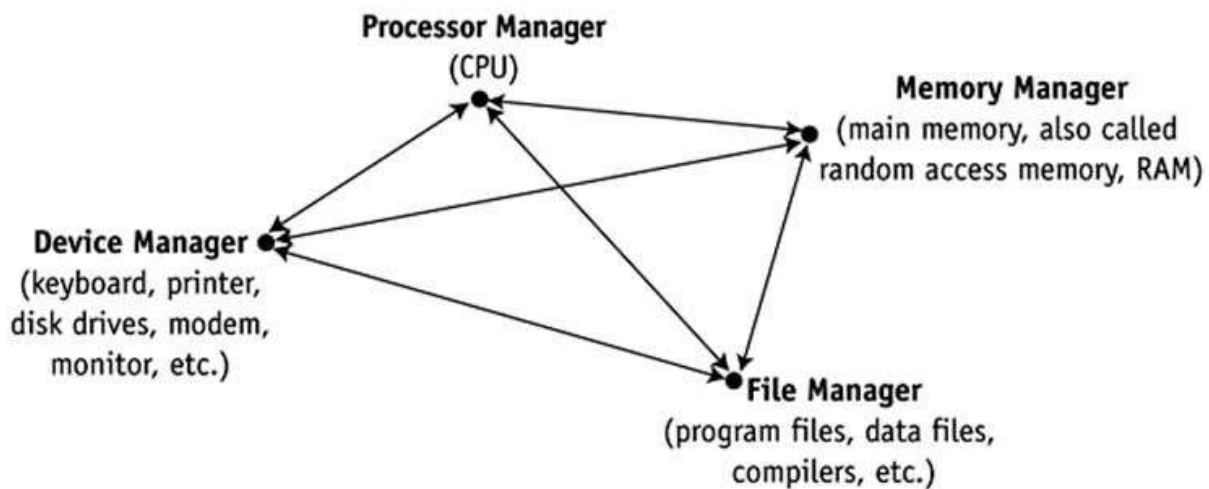 Processor Manager
(CPU)
Memory Manager
(main memory, also called
random access memory, RAM)
Device Manager
(keyboard, printer,
disk drives, modem,
monitor, etc.)
File Manager
(program files, data files,
compilers, etc.)